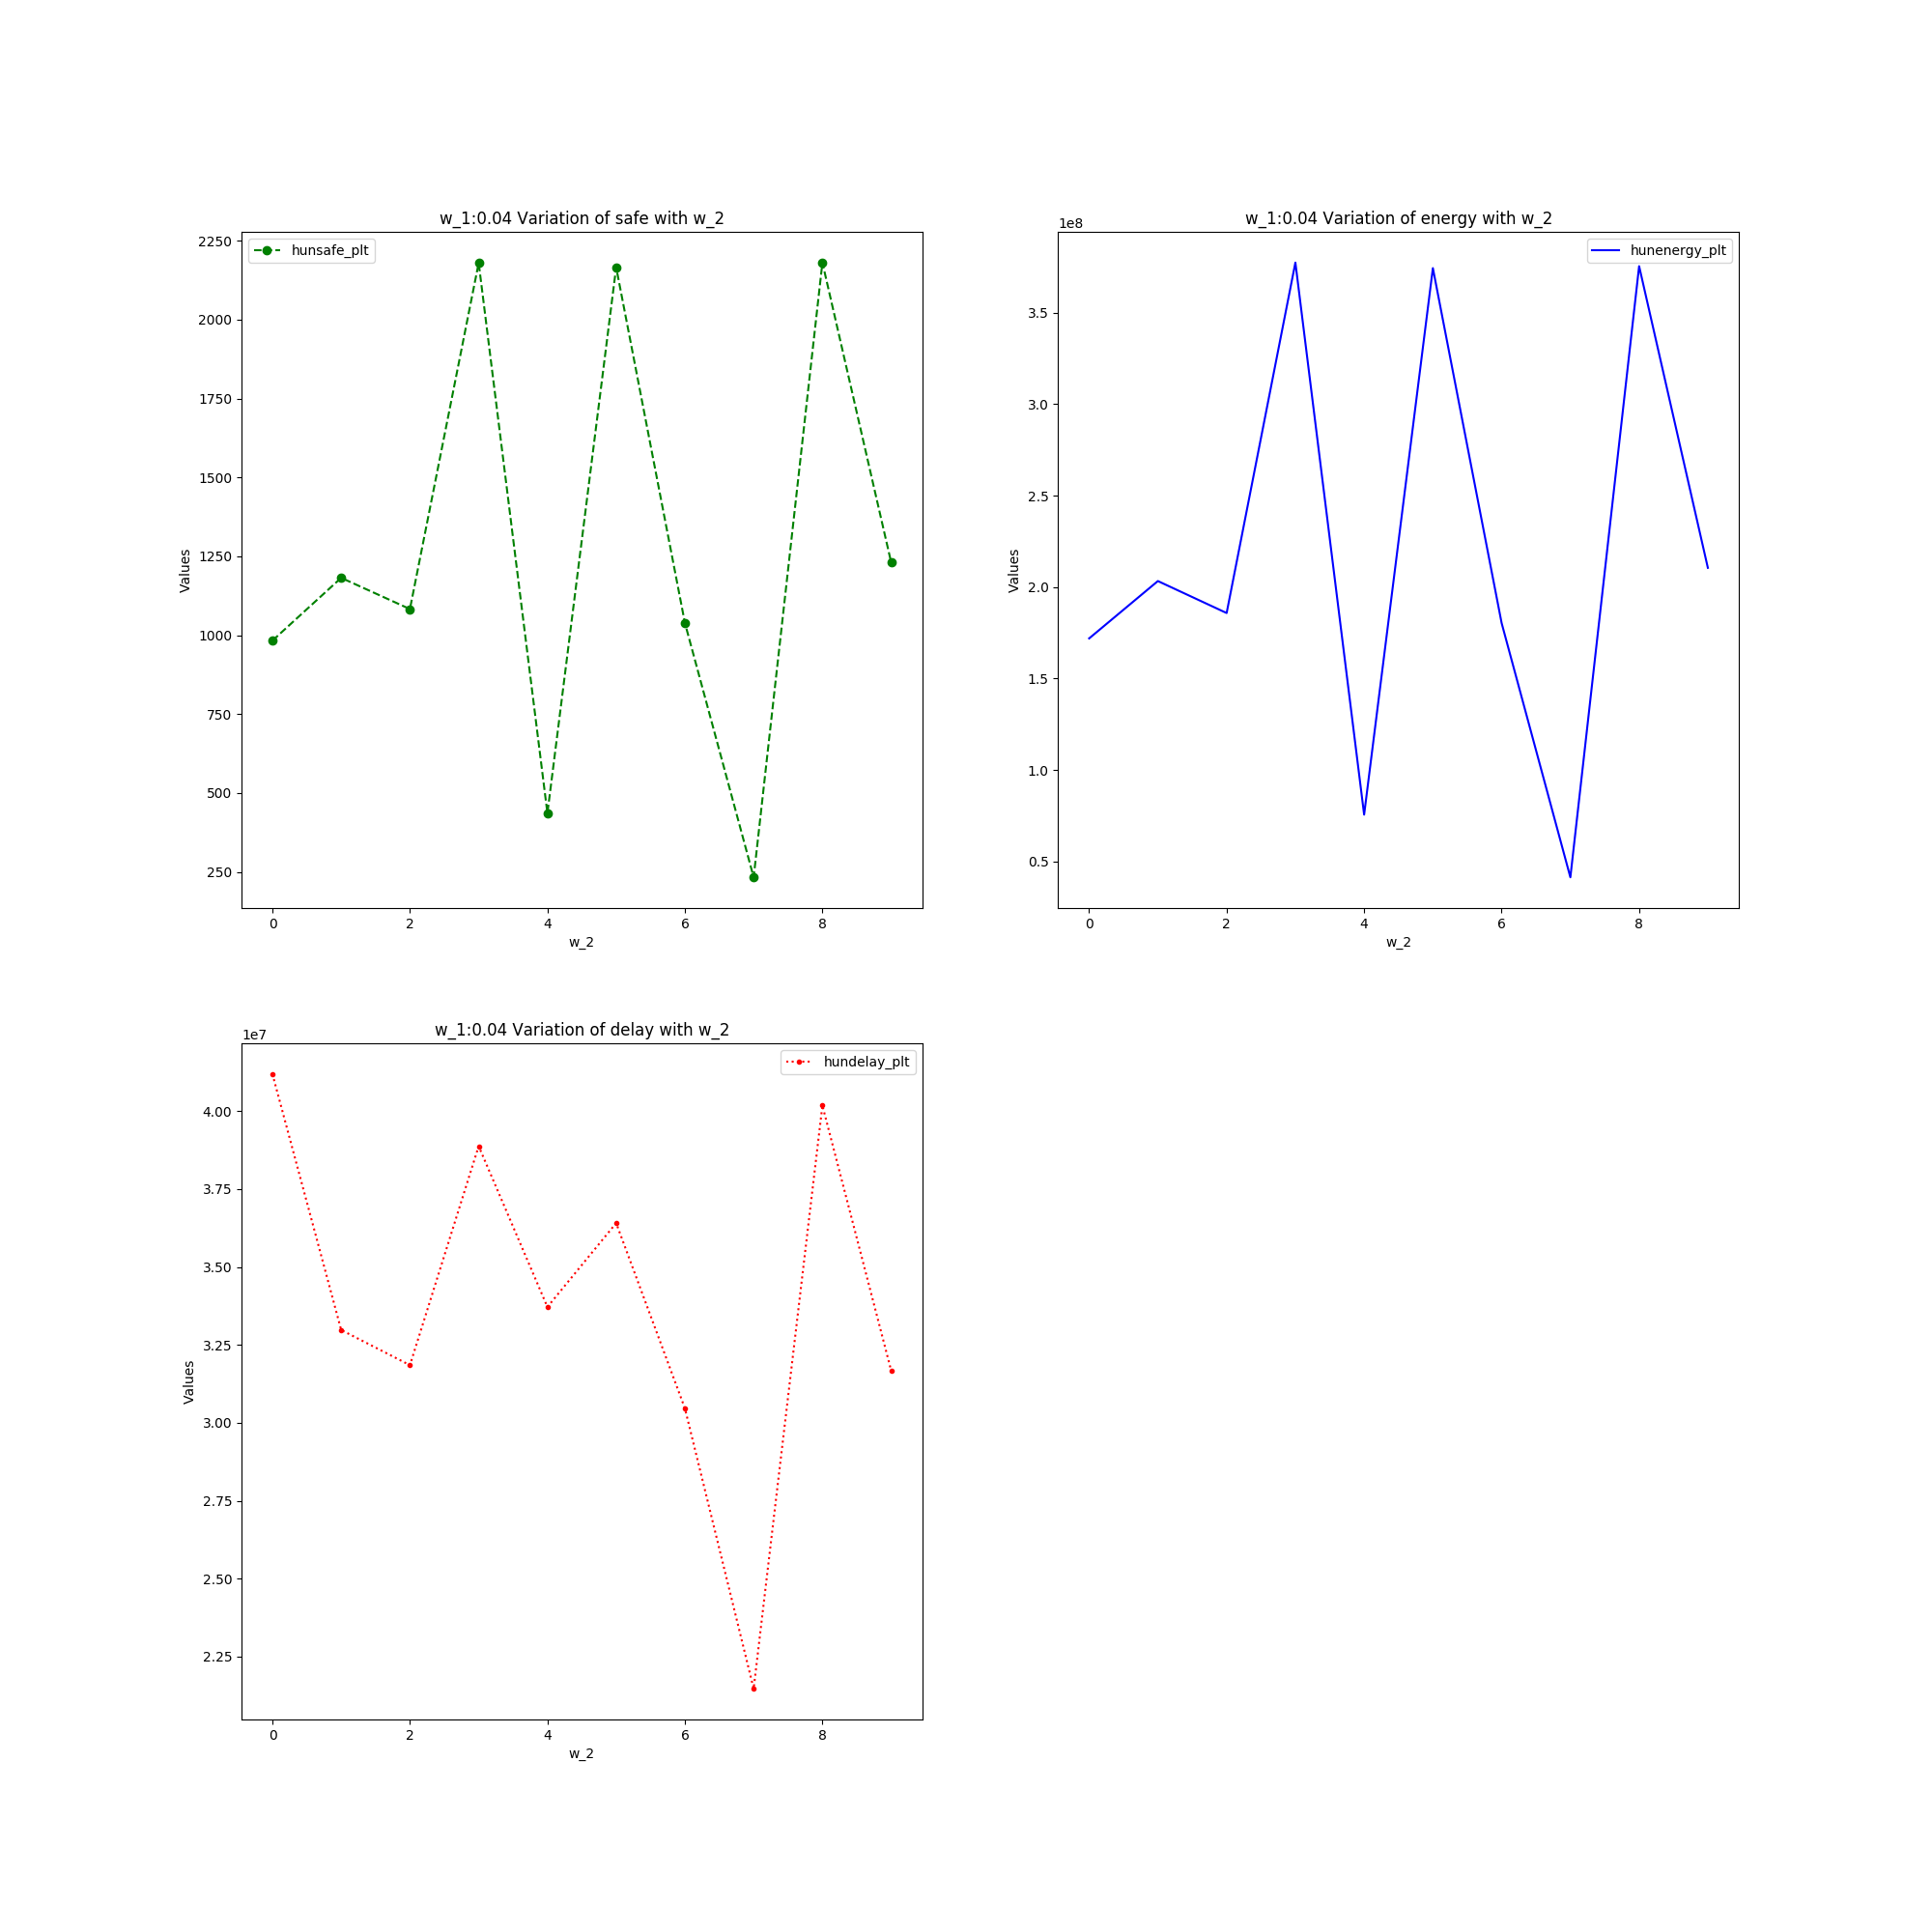 w_1:0.04 Variation of safe with w_2
hunsafe_plt
2250
2000
1750
1500
1250
1000
750
500
250
Values
0 2 4 6 8
w_2
w_1:0.04 Variation of energy with w_2
1e8
hunenergy_plt
3.5
3.0
2.5
2.0
1.5
1.0
0.5
Values
0 2 4 6 8
w_2
w_1:0.04 Variation of delay with w_2
1e7
hundelay_plt
4.00
3.75
3.50
3.25
3.00
2.75
2.50
2.25
Values
0 2 4 6 8
w_2